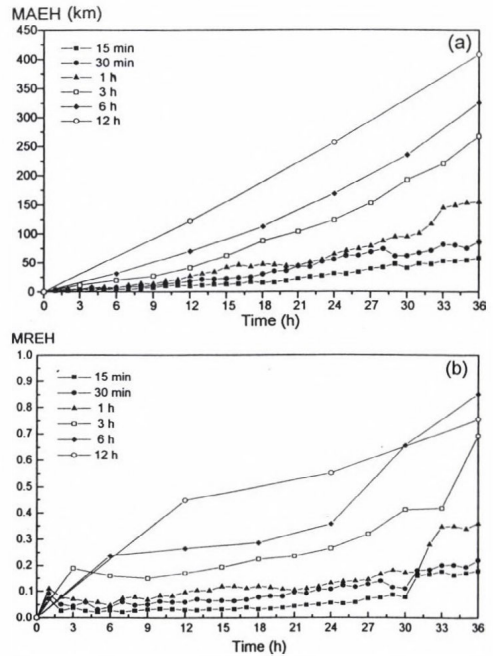 MAEH (km)
450
(a)
400
350
300
250
200
150
100
50
0
15 min
30 min
1 h
3 h
6 h
12 h
0 3 6 9 12 15 18 21 24 27 30 33 36
Time (h)
MREH
1.0
(b)
0.9
0.8
0.7
0.6
0.5
0.4
0.3
0.2
0.1
0.0
15 min
30 min
1 h
3 h
6 h
12 h
0 3 6 9 12 15 18 21 24 27 30 33 36
Time (h)